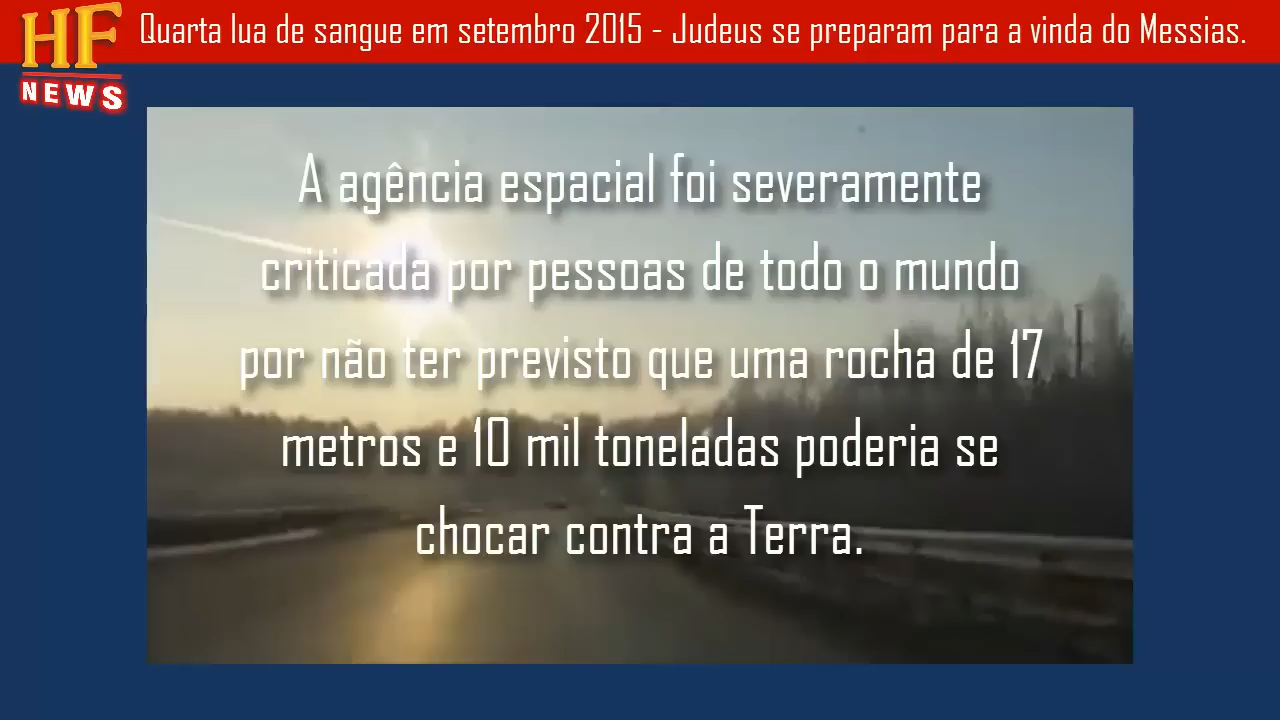 Quarta lua de sangue em setembro 2015 - Judeus se preparam para a vinda do Messias.
HF
NEWS
A agência espacial foi severamente
criticada por pessoas de todo o mundo
por não ter previsto que uma rocha de 17
metros e 10 mil toneladas poderia se
chocar contra a Terra.